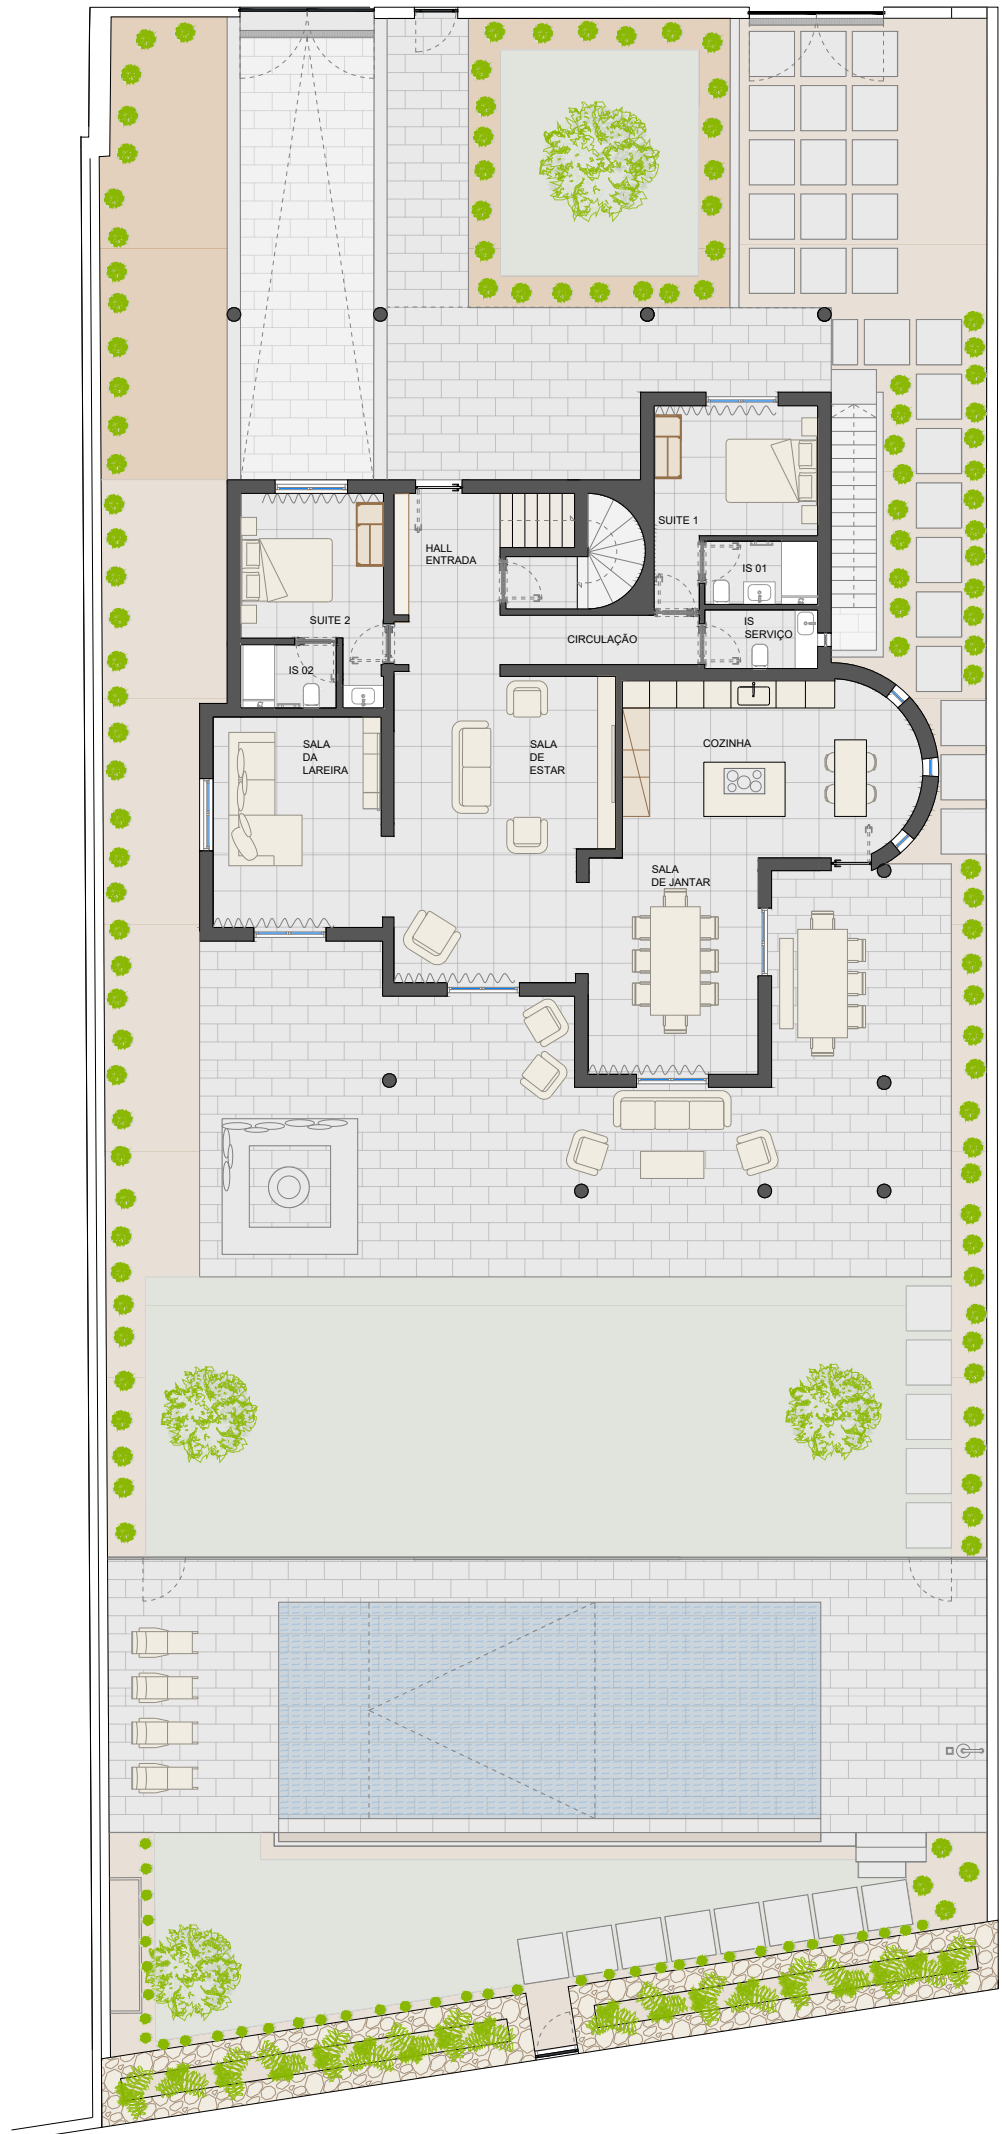 SUITE 1
HALL
ENTRADA
IS 01
SUITE 2
IS
SERVIÇO
CIRCULAÇÃO
IS 02
SALA
DA
LAREIRA
SALA
DE
ESTAR
COZINHA
SALA
DE JANTAR